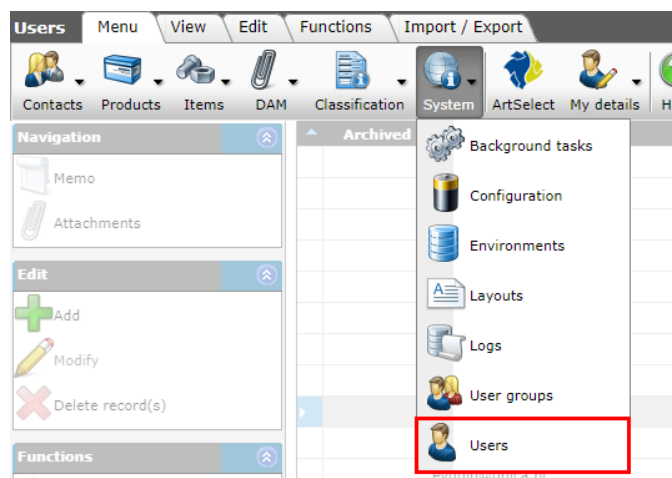 Users Menu View Edit Functions Import / Export
Contacts Products Items DAM Classification System ArtSelect My details H
Navigation
Memo
Attachments
Edit
Add
Modify
Delete record(s)
Functions
Archived
Background tasks
Configuration
Environments
Layouts
Logs
User groups
Users